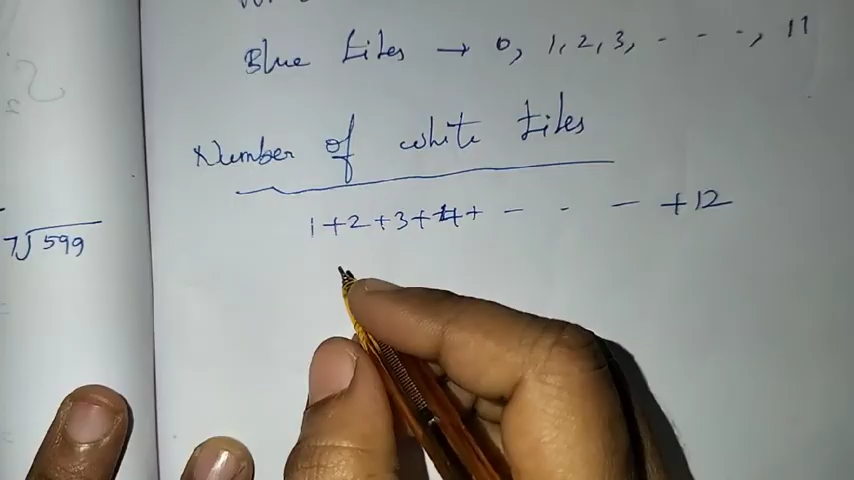 Blue tiles → 0, 1, 2, 3, - - -, 11
Number of white tiles
1+2+3+4+ - - - +12
7√599